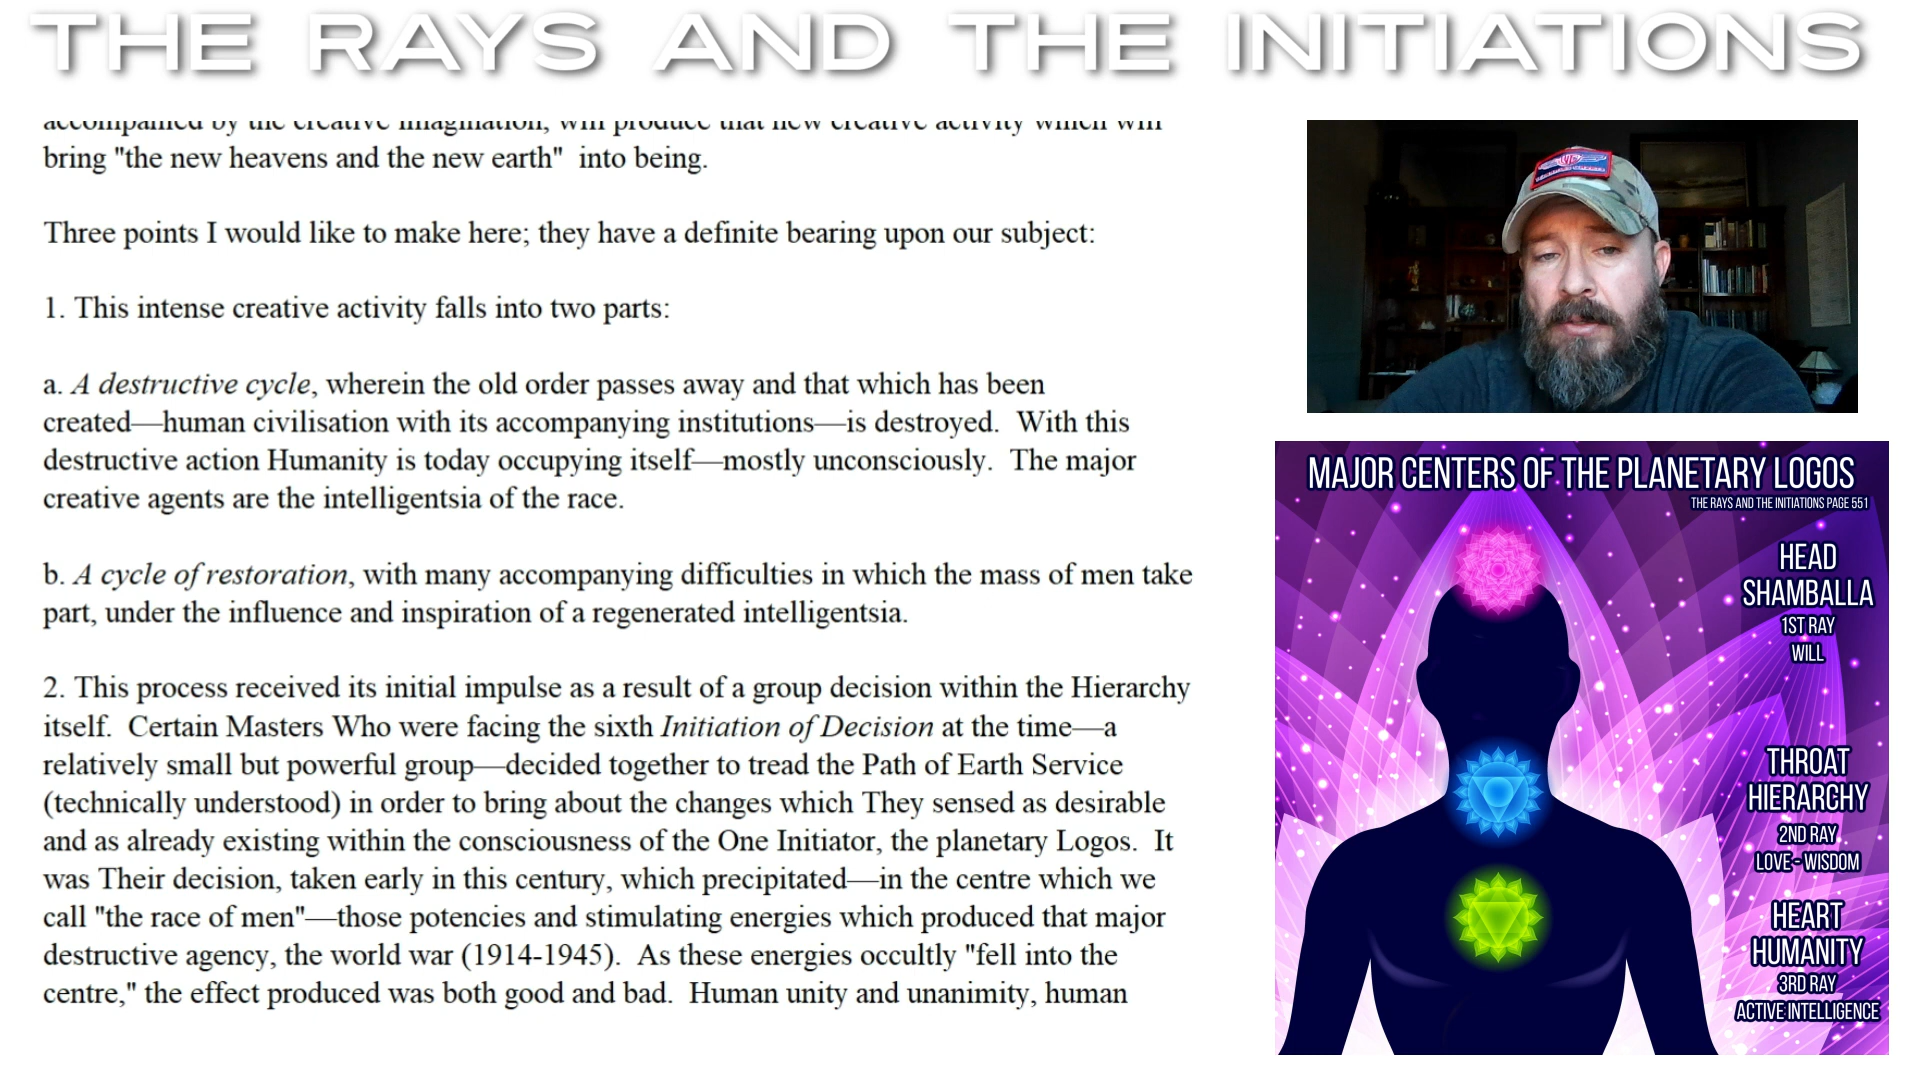 THE RAYS AND THE INITIATIONS
accompanied by the creative imagination, will produce that new creative activity which will
bring "the new heavens and the new earth"  into being.
Three points I would like to make here; they have a definite bearing upon our subject:
1. This intense creative activity falls into two parts:
a. A destructive cycle, wherein the old order passes away and that which has been
created—human civilisation with its accompanying institutions—is destroyed.  With this
destructive action Humanity is today occupying itself—mostly unconsciously.  The major
creative agents are the intelligentsia of the race.
b. A cycle of restoration, with many accompanying difficulties in which the mass of men take
part, under the influence and inspiration of a regenerated intelligentsia.
2. This process received its initial impulse as a result of a group decision within the Hierarchy
itself.  Certain Masters Who were facing the sixth Initiation of Decision at the time—a
relatively small but powerful group—decided together to tread the Path of Earth Service
(technically understood) in order to bring about the changes which They sensed as desirable
and as already existing within the consciousness of the One Initiator, the planetary Logos.  It
was Their decision, taken early in this century, which precipitated—in the centre which we
call "the race of men"—those potencies and stimulating energies which produced that major
destructive agency, the world war (1914-1945).  As these energies occultly "fell into the
centre," the effect produced was both good and bad.  Human unity and unanimity, human
MAJOR CENTERS OF THE PLANETARY LOGOS
THE RAYS AND THE INITIATIONS PAGE 551
HEAD
SHAMBALLA
1ST RAY
WILL
THROAT
HIERARCHY
2ND RAY
LOVE - WISDOM
HEART
HUMANITY
3RD RAY
ACTIVE INTELLIGENCE